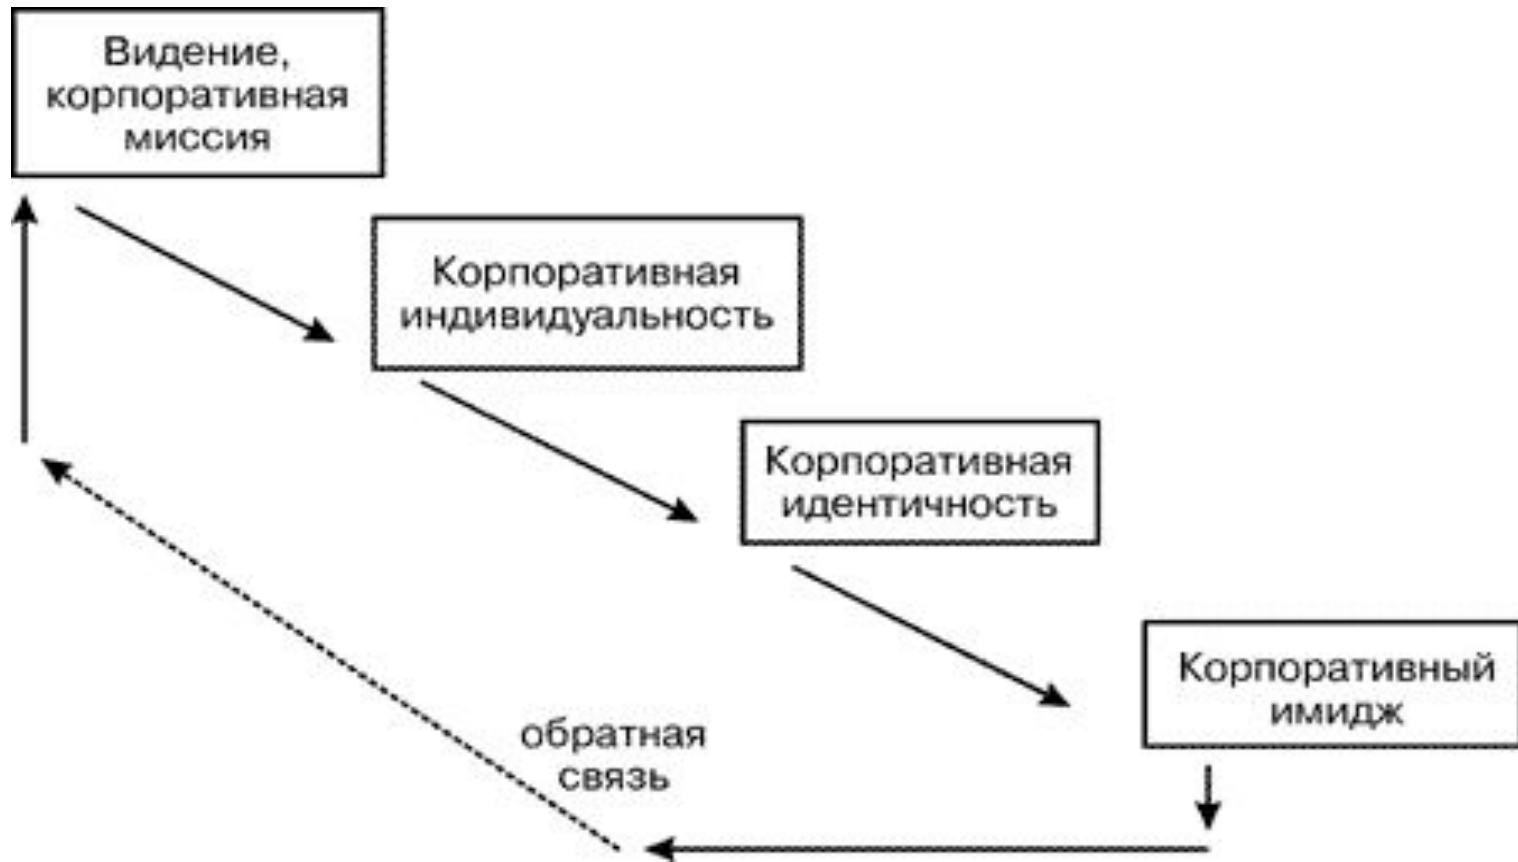 Видение,
корпоративная
миссия
Корпоративная
индивидуальность
Корпоративная
идентичность
Корпоративный
имидж
обратная
связь